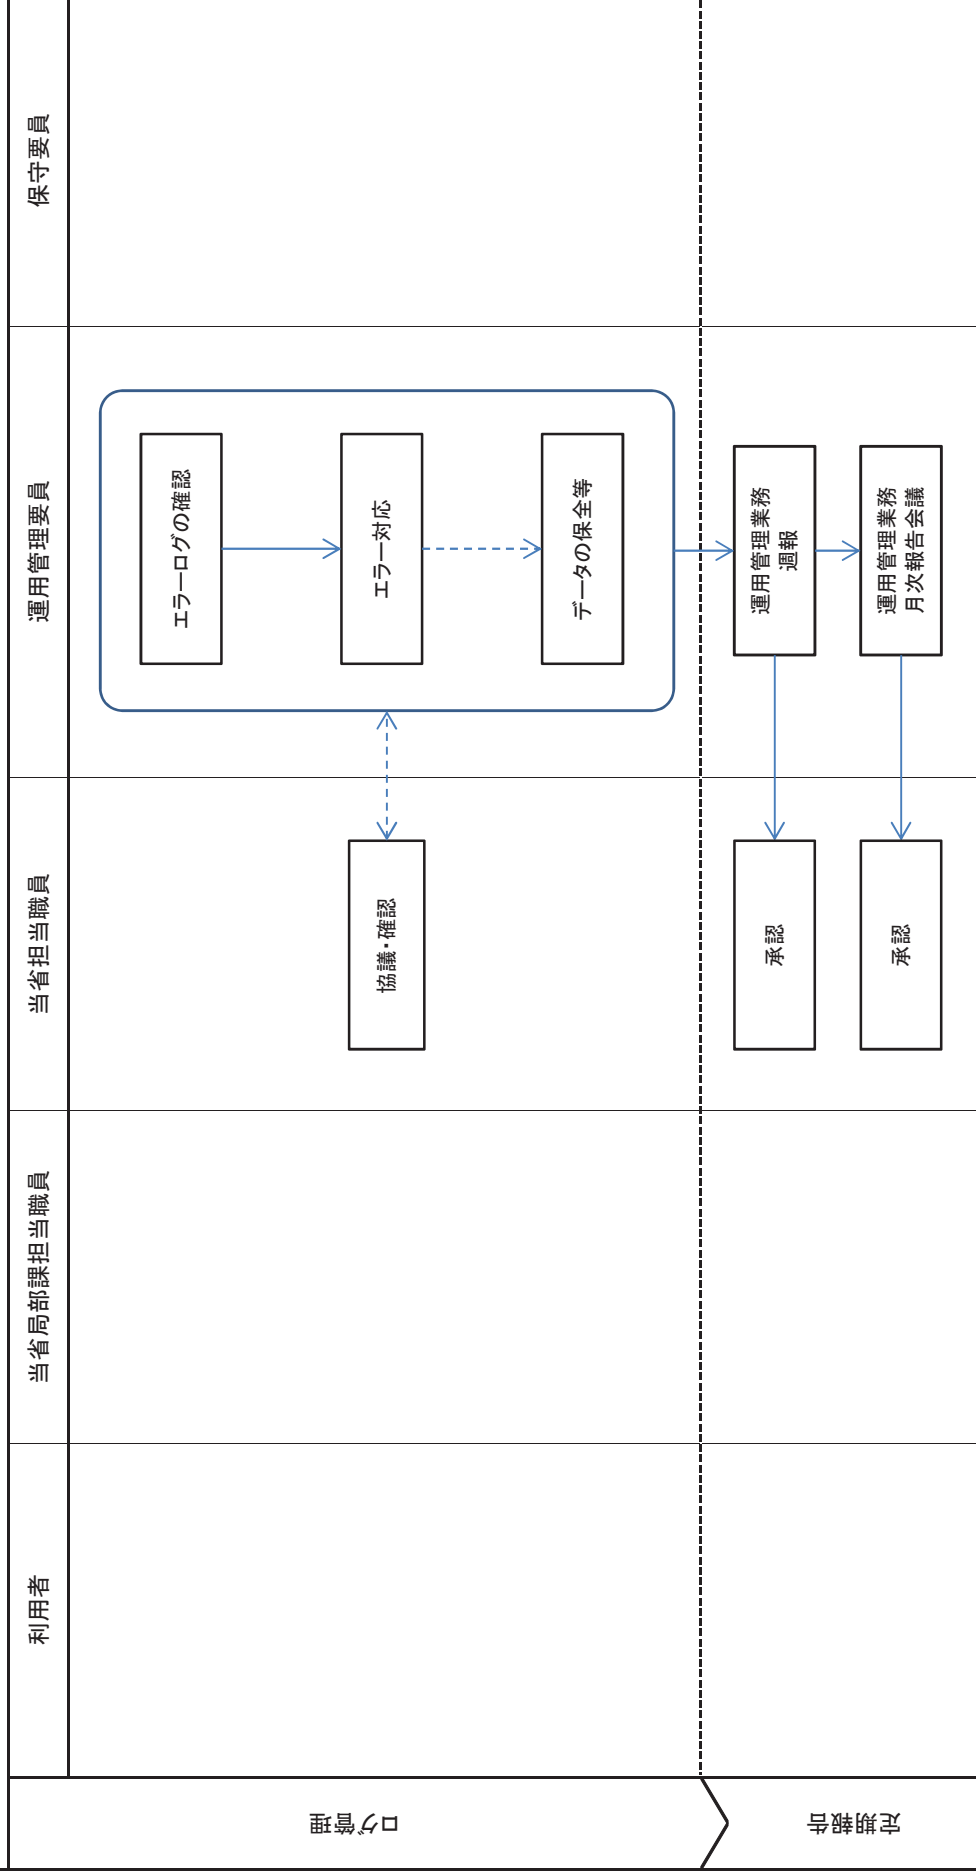 利用者
当省局部課担当職員
当省担当職員
運用管理要員
保守要員
ログ管理
エラーログの確認
エラー対応
データの保全等
協議・確認
定期報告
運用管理業務
週報
承認
運用管理業務
月次報告会議
承認